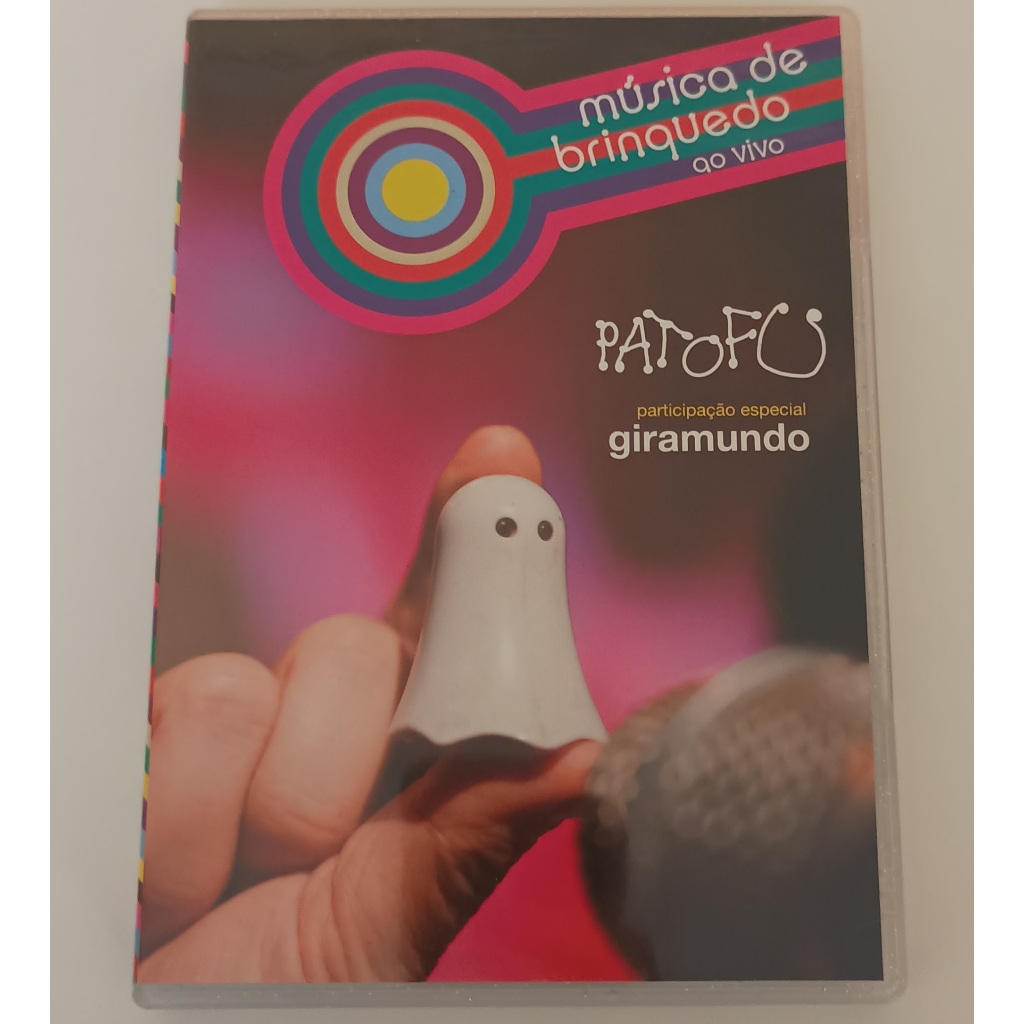 música de
brinquedo
ao vivo
PATOFU
participação especial
giramundo